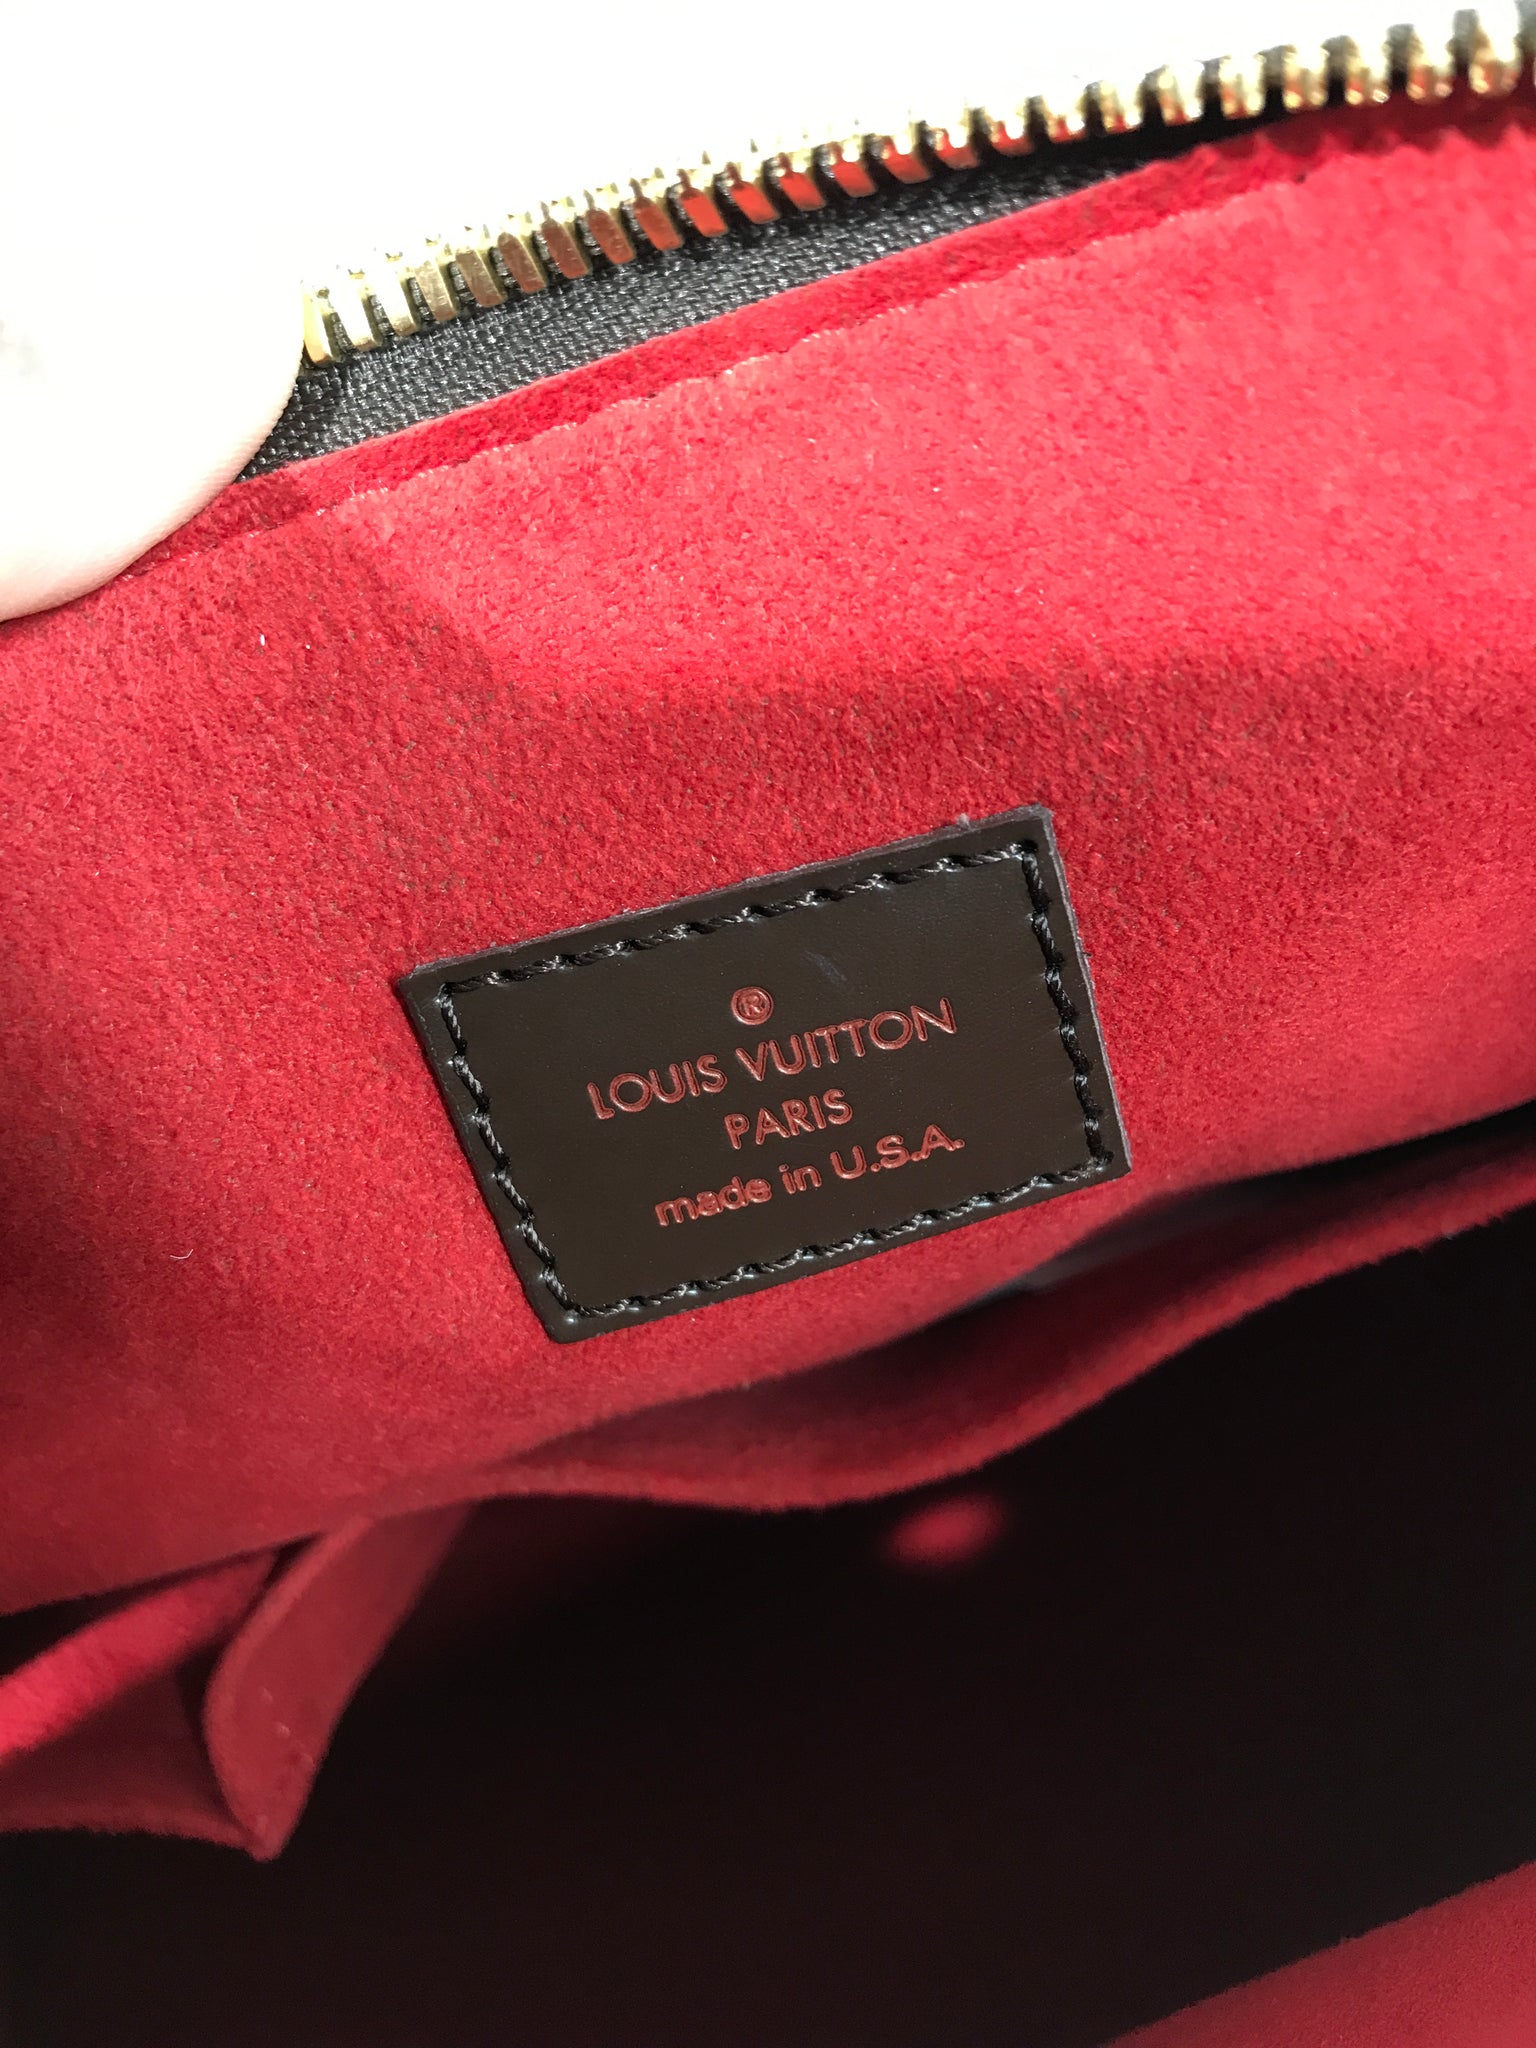 ®
LOUIS VUITTON
PARIS
made in U.S.A.